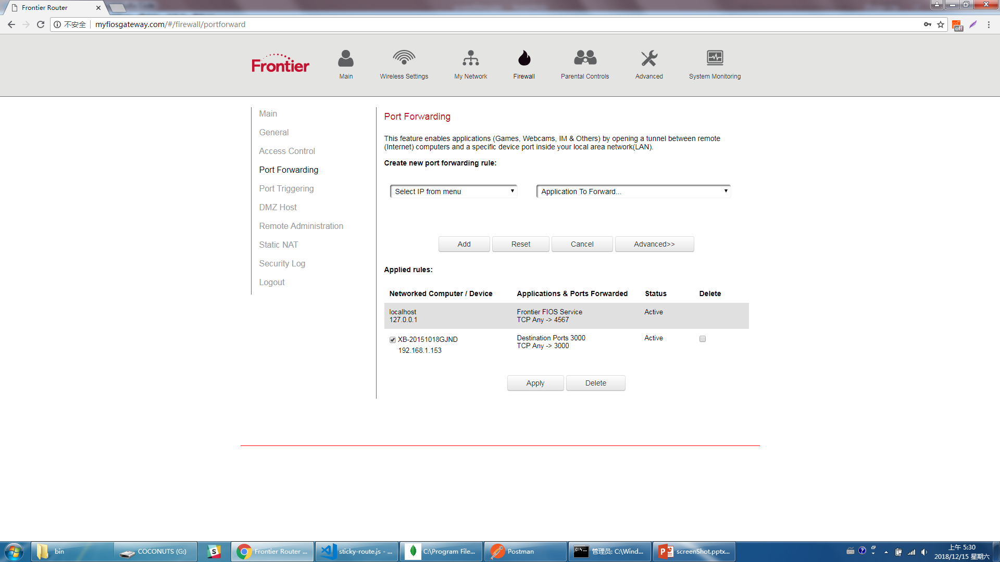 Frontier Router
不安全
myfiosgateway.com/#/firewall/portforward
off
Frontier
Main
Wireless Settings
My Network
Firewall
Parental Controls
Advanced
System Monitoring
Main
General
Access Control
Port Forwarding
Port Triggering
DMZ Host
Remote Administration
Static NAT
Security Log
Logout
Port Forwarding
This feature enables applications (Games, Webcams, IM & Others) by opening a tunnel between remote
(Internet) computers and a specific device port inside your local area network(LAN).
Create new port forwarding rule:
Select IP from menu
Application To Forward...
Add
Reset
Cancel
Advanced>>
Applied rules:
Networked Computer / Device
Applications & Ports Forwarded
Status
Delete
localhost
127.0.0.1
Frontier FIOS Service
TCP Any -> 4567
Active
XB-20151018GJND
192.168.1.153
Destination Ports 3000
TCP Any -> 3000
Active
Apply
Delete
bin
COCONUTS (G:)
Frontier Router ...
sticky-route.js - ...
C:\Program File...
Postman
管理员: C:\Wind...
screenShot.pptx...
上午 5:30
2018/12/15 星期六